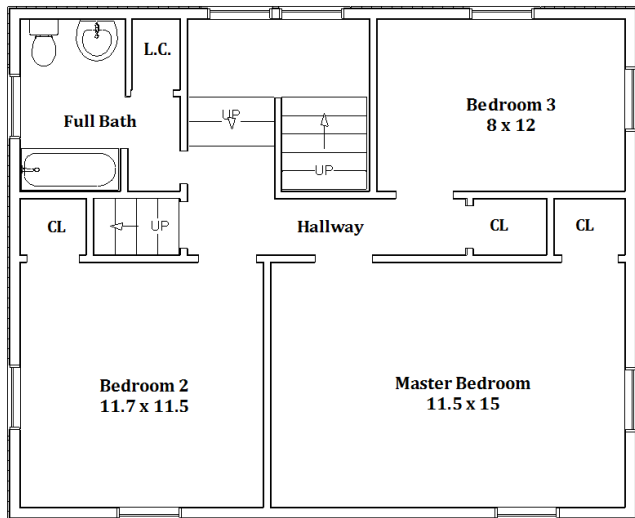 L.C.
Full Bath
UP
UP
Bedroom 3
8 x 12
CL
UP
Hallway
CL
CL
Bedroom 2
11.7 x 11.5
Master Bedroom
11.5 x 15